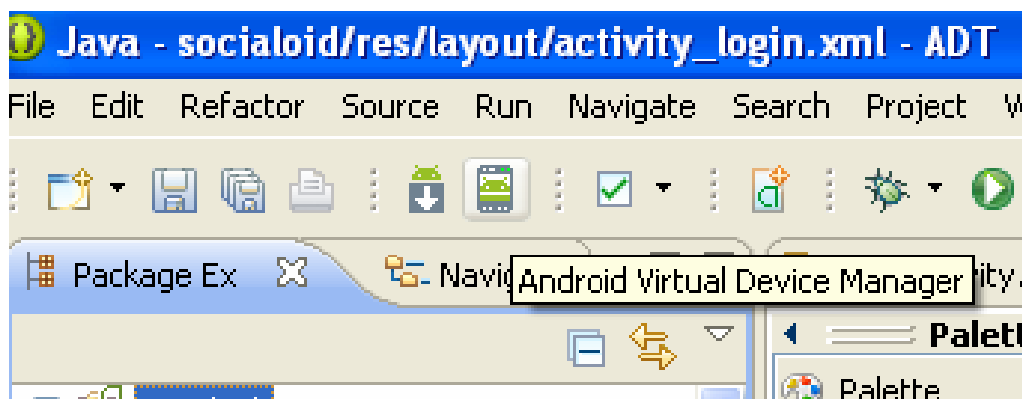 Java - socialoid/res/layout/activity_login.xml - ADT
File Edit Refactor Source Run Navigate Search Project
Package Ex
Android Virtual Device Manager
Palette